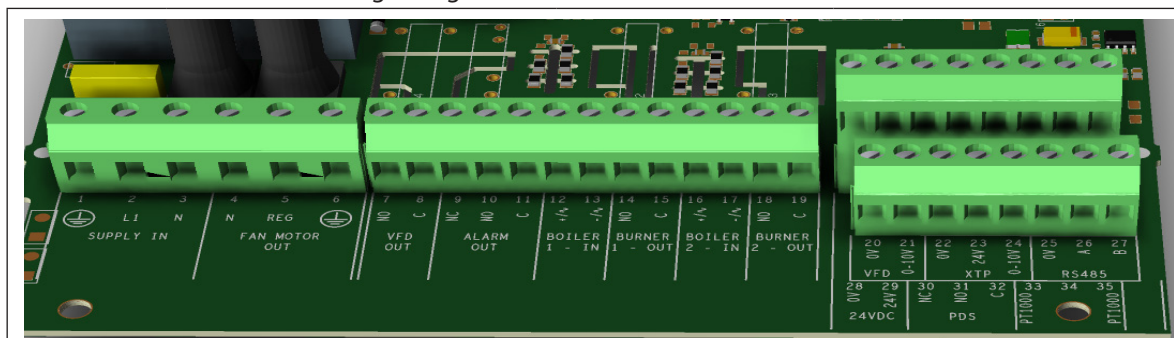 1 2 3 4 5 6 7 8 9 10 11 12 13 14 15 16 17 18 19
L1 N N REG NO C NC NO C +/∿ -/∿ NO C +/∿ -/∿ NO C
SUPPLY IN
FAN MOTOR
OUT
VFD
OUT
ALARM
OUT
BOILER
1 - IN
BURNER
1 - OUT
BOILER
2 - IN
BURNER
2 - OUT
20 21 22 23 24 25 26 27
0V 0-10V 0V 24V 0-10V 0V A B
VFD XTP RS485
28 29 30 31 32 33 34 35
0V 24V NC NO C PT1000 PT1000
24VDC PDS